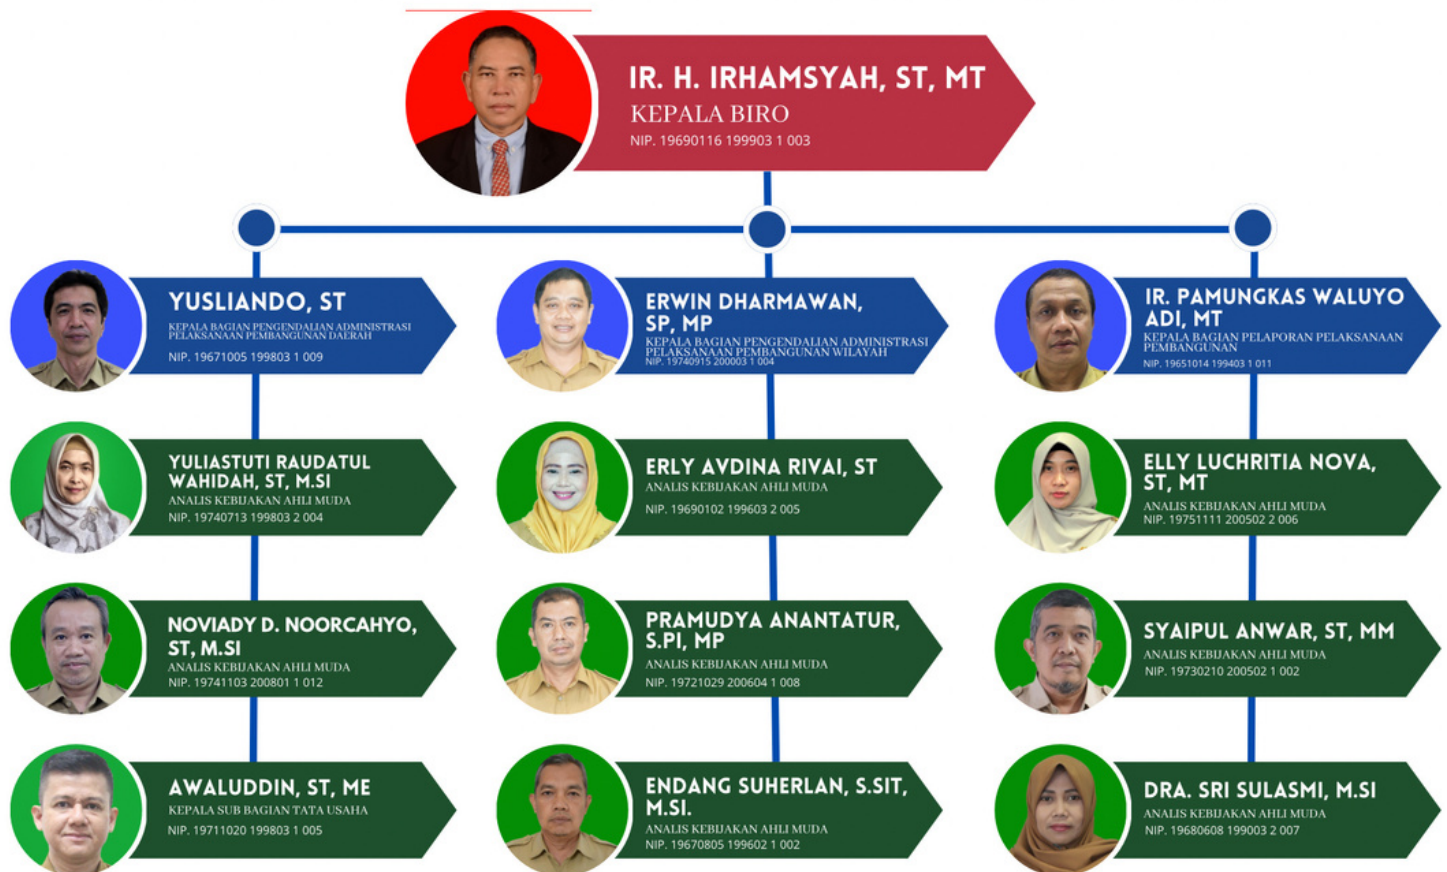 IR. H. IRHAMSYAH, ST, MT
KEPALA BIRO
NIP. 19690116 199903 1 003
YUSLIANDO, ST
KEPALA BAGIAN PENGENDALIAN ADMINISTRASI
PELAKSANAAN PEMBANGUNAN DAERAH
NIP. 19671005 199803 1 009
ERWIN DHARMAWAN,
SP, MP
KEPALA BAGIAN PENGENDALIAN ADMINISTRASI
PELAKSANAAN PEMBANGUNAN WILAYAH
NIP. 19740915 200003 1 004
IR. PAMUNGKAS WALUYO
ADI, MT
KEPALA BAGIAN PELAPORAN PELAKSANAAN
PEMBANGUNAN
NIP. 19651014 199403 1 011
YULIASTUTI RAUDATUL
WAHIDAH, ST, M.SI
ANALIS KEBIJAKAN AHLI MUDA
NIP. 19740713 199803 2 004
ERLY AVDINA RIVAI, ST
ANALIS KEBIJAKAN AHLI MUDA
NIP. 19690102 199603 2 005
ELLY LUCHRITIA NOVA,
ST, MT
ANALIS KEBIJAKAN AHLI MUDA
NIP. 19751111 200502 2 006
NOVIADY D. NOORCAHYO,
ST, M.SI
ANALIS KEBIJAKAN AHLI MUDA
NIP. 19741103 200801 1 012
PRAMUDYA ANANTATUR,
S.PI, MP
ANALIS KEBIJAKAN AHLI MUDA
NIP. 19721029 200604 1 008
SYAIPUL ANWAR, ST, MM
ANALIS KEBIJAKAN AHLI MUDA
NIP. 19730210 200502 1 002
AWALUDDIN, ST, ME
KEPALA SUB BAGIAN TATA USAHA
NIP. 19711020 199803 1 005
ENDANG SUHERLAN, S.SIT,
M.SI.
ANALIS KEBIJAKAN AHLI MUDA
NIP. 19670805 199602 1 002
DRA. SRI SULASMI, M.SI
ANALIS KEBIJAKAN AHLI MUDA
NIP. 19680608 199003 2 007